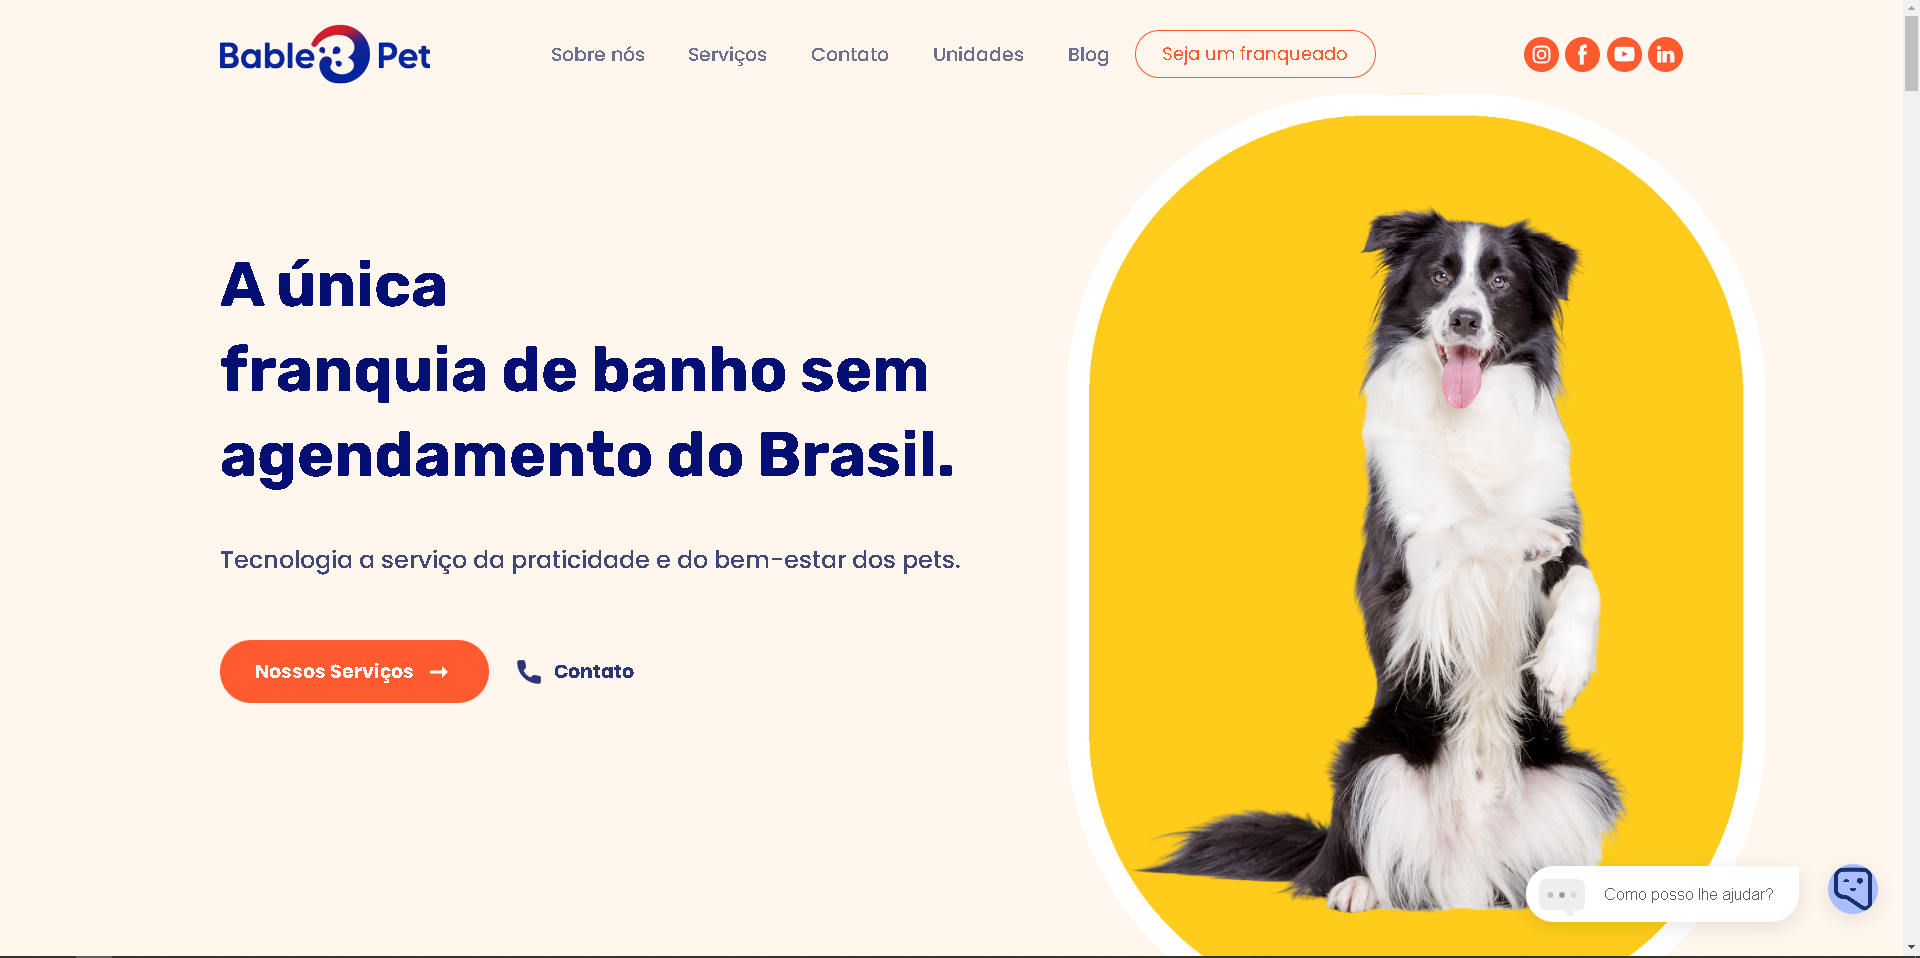 Bable Pet
Sobre nós
Serviços
Contato
Unidades
Blog
Seja um franqueado
A única
franquia de banho sem
agendamento do Brasil.
Tecnologia a serviço da praticidade e do bem-estar dos pets.
Nossos Serviços →
Contato
Como posso lhe ajudar?